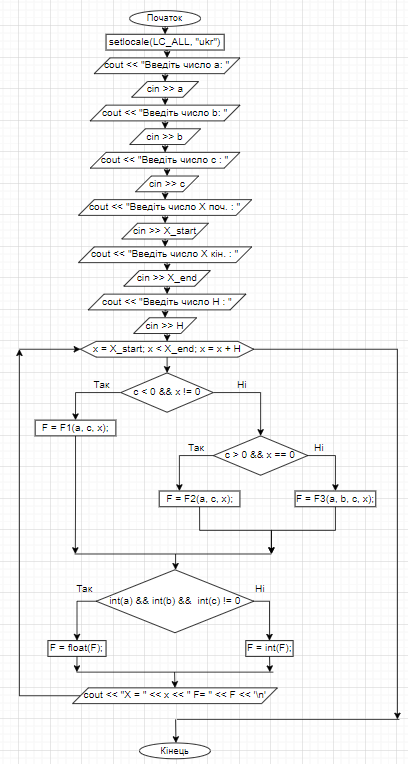 Початок
setlocale(LC_ALL, "ukr")
cout << "Введіть число a: "
cin >> a
cout << "Введіть число b: "
cin >> b
cout << "Введіть число c : "
cin >> c
cout << "Введіть число X поч. : "
cin >> X_start
cout << "Введіть число X кін. : "
cin >> X_end
cout << "Введіть число H : "
cin >> H
x = X_start; x < X_end; x = x + H
Так
Ні
c < 0 && x != 0
F = F1(a, c, x);
Так
Ні
c > 0 && x == 0
F = F2(a, c, x);
F = F3(a, b, c, x);
Так
Ні
int(a) && int(b) && int(c) != 0
F = float(F);
F = int(F);
cout << "X = " << x << " F= " << F << '\n'
Кінець